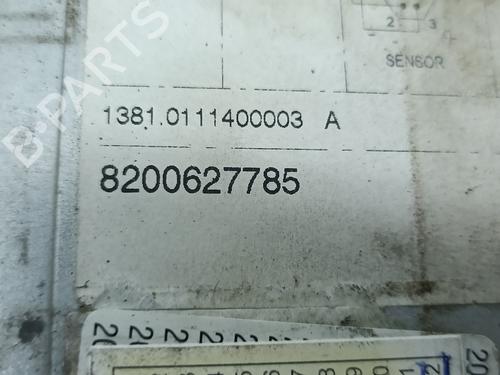 B-PARTS
2 3
SENSOR
1381.0111400003 A
8200627785